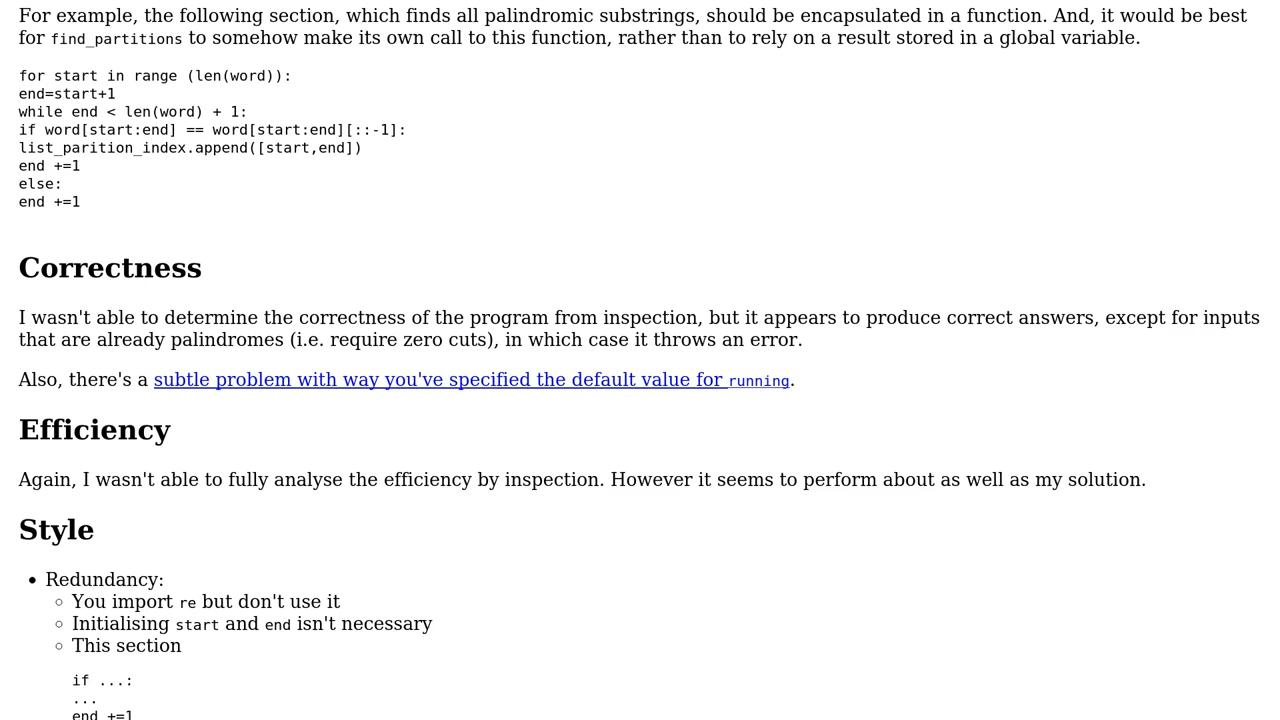 For example, the following section, which finds all palindromic substrings, should be encapsulated in a function. And, it would be best
for find_partitions to somehow make its own call to this function, rather than to rely on a result stored in a global variable.
for start in range (len(word)):
end=start+1
while end < len(word) + 1:
if word[start:end] == word[start:end][::-1]:
list_parition_index.append([start,end])
end +=1
else:
end +=1
Correctness
I wasn't able to determine the correctness of the program from inspection, but it appears to produce correct answers, except for inputs
that are already palindromes (i.e. require zero cuts), in which case it throws an error.
Also, there's a subtle problem with way you've specified the default value for running.
Efficiency
Again, I wasn't able to fully analyse the efficiency by inspection. However it seems to perform about as well as my solution.
Style
• Redundancy:
◦ You import re but don't use it
◦ Initialising start and end isn't necessary
◦ This section
if ...:
...
end +=1